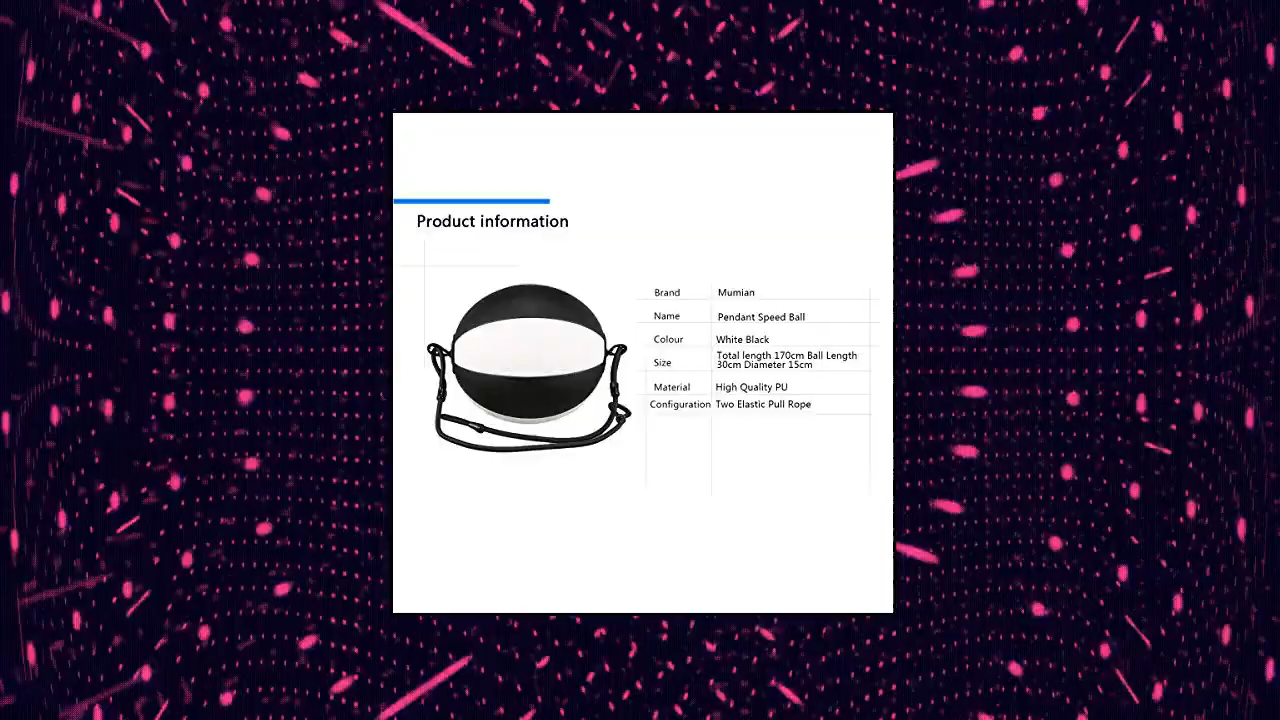 Product information
Brand Mumian
Name Pendant Speed Ball
Colour White Black
Size Total length 170cm Ball Length
30cm Diameter 15cm
Material High Quality PU
Configuration Two Elastic Pull Rope